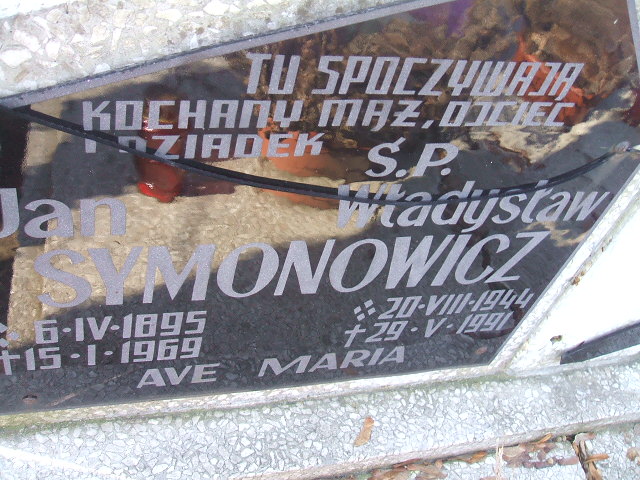 TU SPOCZYWAJĄ
KOCHANY MĄŻ, OJCIEC
I DZIADEK
Ś.P.
Jan Władysław
SYMONOWICZ
6·IV·1895 20·VIII·1944
†15·I·1969 †29·V·1991
AVE MARIA